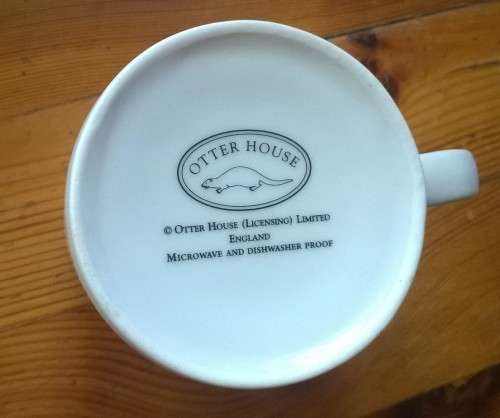 OTTER HOUSE
© OTTER HOUSE (LICENSING) LIMITED
ENGLAND
MICROWAVE AND DISHWASHER PROOF